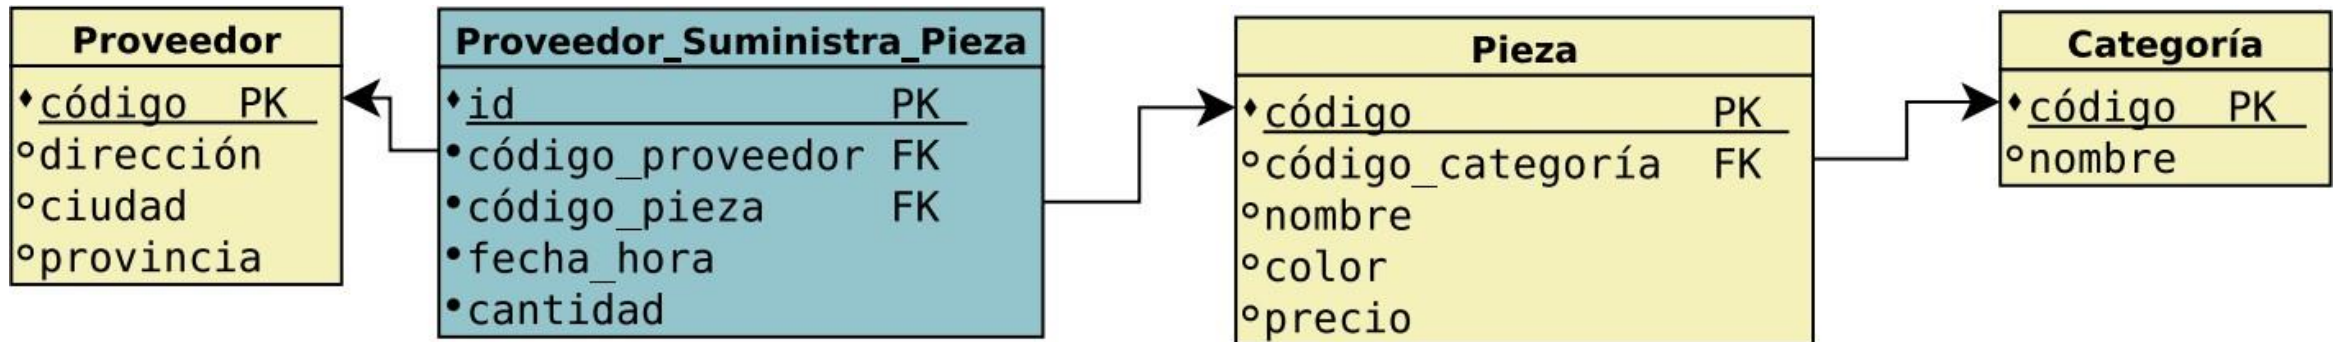 Proveedor
código PK
dirección
ciudad
provincia
Proveedor_Suministra_Pieza
id PK
código_proveedor FK
código_pieza FK
fecha_hora
cantidad
Pieza
código PK
código_categoría FK
nombre
color
precio
Categoría
código PK
nombre